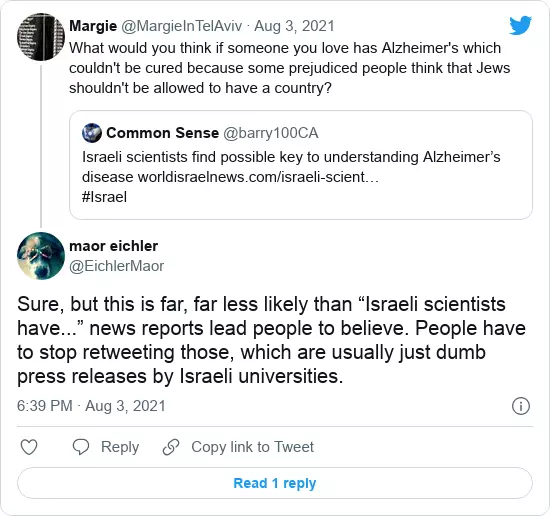 Margie @MargieInTelAviv · Aug 3, 2021
What would you think if someone you love has Alzheimer's which
couldn't be cured because some prejudiced people think that Jews
shouldn't be allowed to have a country?
Common Sense @barry100CA
Israeli scientists find possible key to understanding Alzheimer’s
disease worldisraelnews.com/israeli-scient…
#Israel
maor eichler
@EichlerMaor
Sure, but this is far, far less likely than “Israeli scientists
have...” news reports lead people to believe. People have
to stop retweeting those, which are usually just dumb
press releases by Israeli universities.
6:39 PM · Aug 3, 2021
Reply
Copy link to Tweet
Read 1 reply